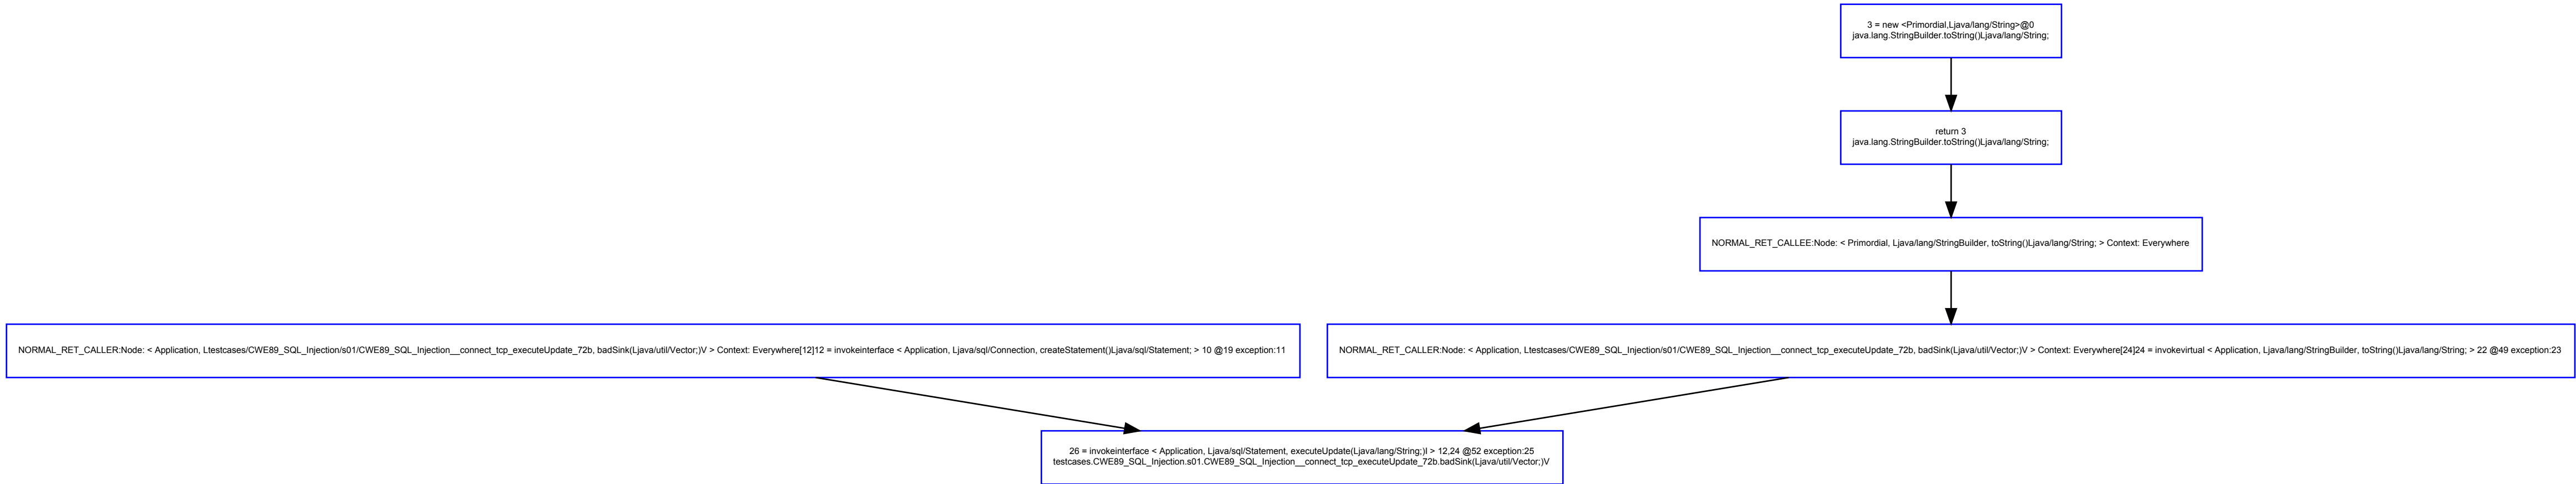 3 = new <Primordial,Ljava/lang/String>@0
java.lang.StringBuilder.toString()Ljava/lang/String;
return 3
java.lang.StringBuilder.toString()Ljava/lang/String;
NORMAL_RET_CALLEE:Node: < Primordial, Ljava/lang/StringBuilder, toString()Ljava/lang/String; > Context: Everywhere
NORMAL_RET_CALLER:Node: < Application, Ltestcases/CWE89_SQL_Injection/s01/CWE89_SQL_Injection__connect_tcp_executeUpdate_72b, badSink(Ljava/util/Vector;)V > Context: Everywhere[12]12 = invokeinterface < Application, Ljava/sql/Connection, createStatement()Ljava/sql/Statement; > 10 @19 exception:11
NORMAL_RET_CALLER:Node: < Application, Ltestcases/CWE89_SQL_Injection/s01/CWE89_SQL_Injection__connect_tcp_executeUpdate_72b, badSink(Ljava/util/Vector;)V > Context: Everywhere[24]24 = invokevirtual < Application, Ljava/lang/StringBuilder, toString()Ljava/lang/String; > 22 @49 exception:23
26 = invokeinterface < Application, Ljava/sql/Statement, executeUpdate(Ljava/lang/String;)I > 12,24 @52 exception:25
testcases.CWE89_SQL_Injection.s01.CWE89_SQL_Injection__connect_tcp_executeUpdate_72b.badSink(Ljava/util/Vector;)V